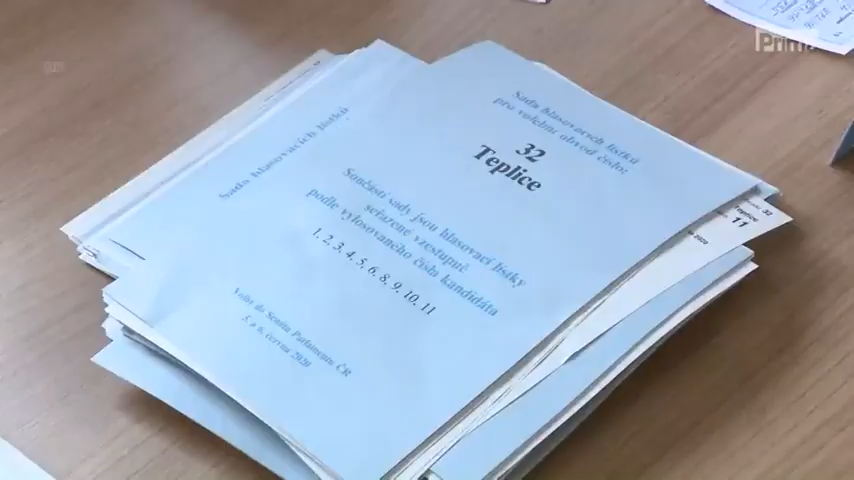 Sada hlasovacích lístků
pro volební obvod číslo:
32
Teplice
Součástí sady jsou hlasovací lístky
seřazené vzestupně
podle vylosovaného čísla kandidáta
1, 2, 3, 4, 5, 6, 8, 9, 10, 11
Volby do Senátu Parlamentu ČR
5. a 6. června 2020
Sada hlasovacích lístků
32
Teplice
11
2020
Prima